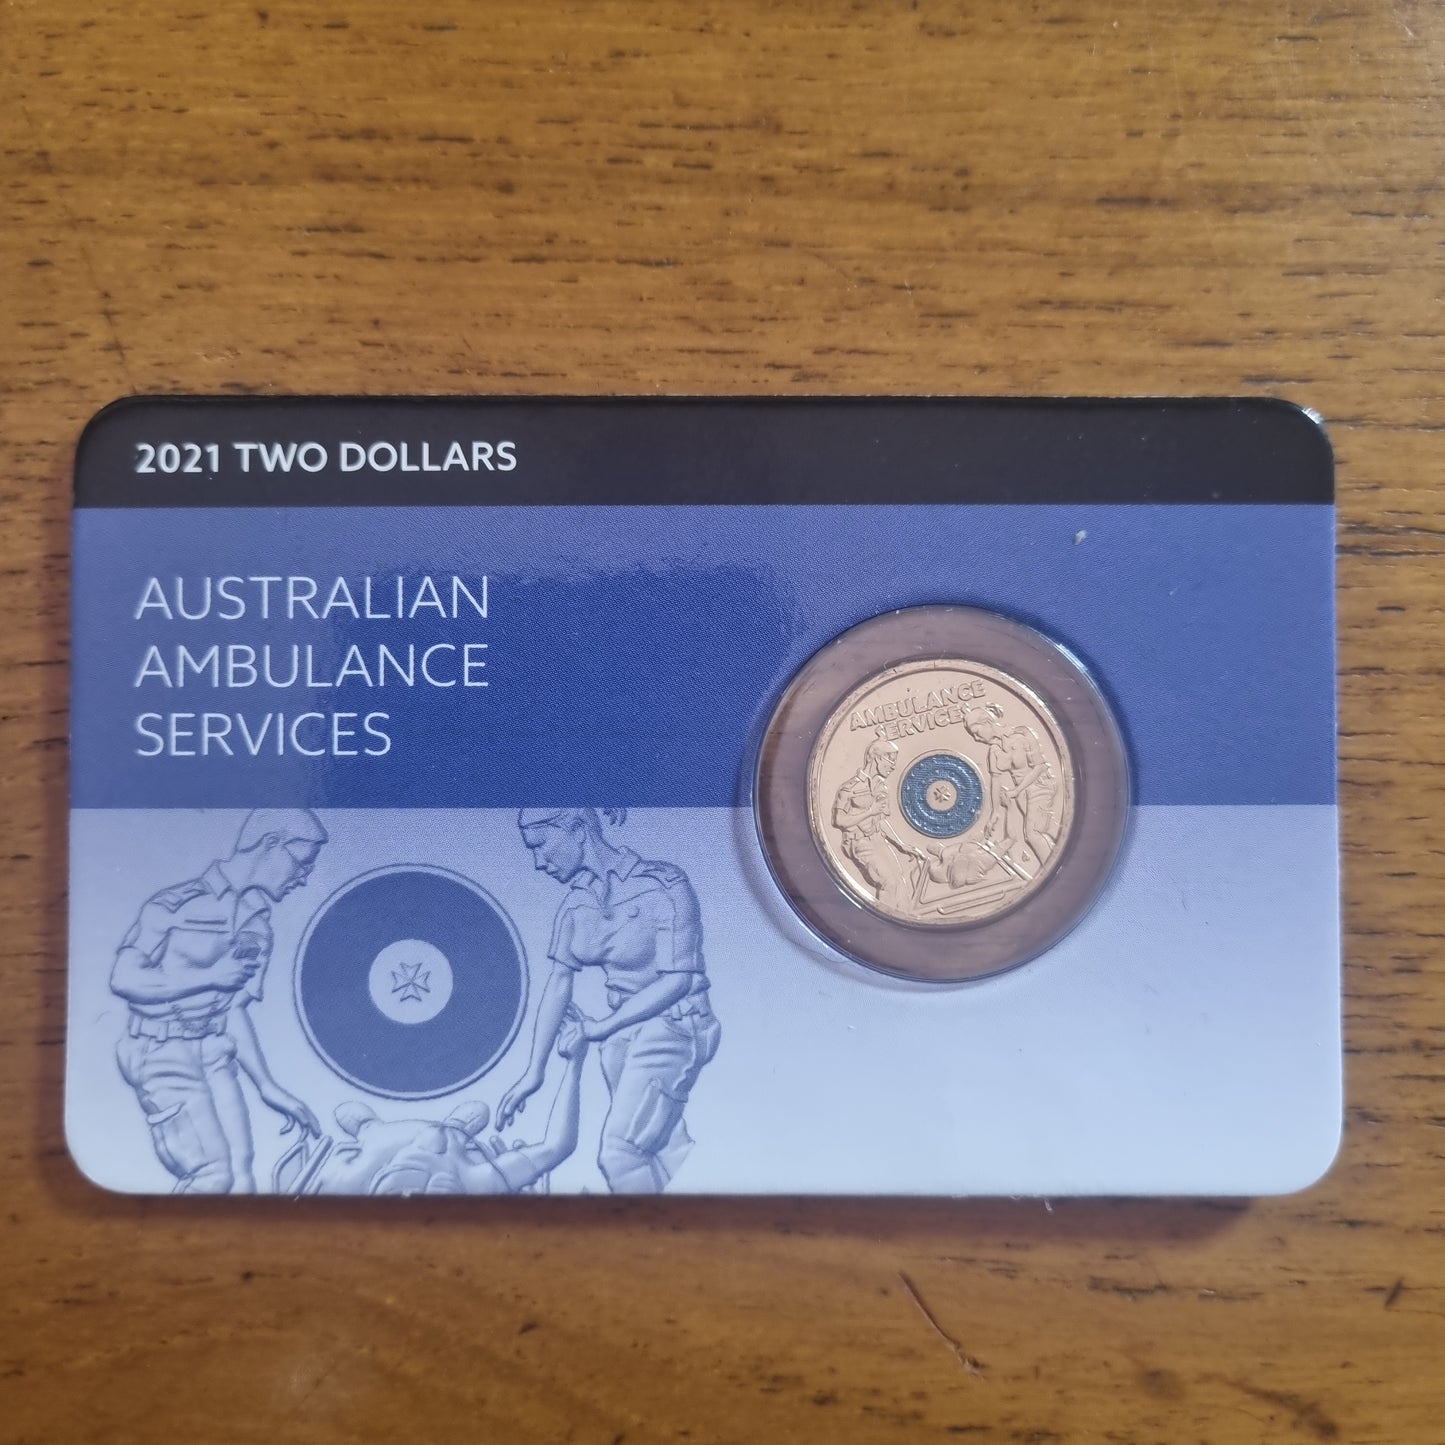 2021 TWO DOLLARS
AUSTRALIAN
AMBULANCE
SERVICES
AMBULANCE
SERVICES